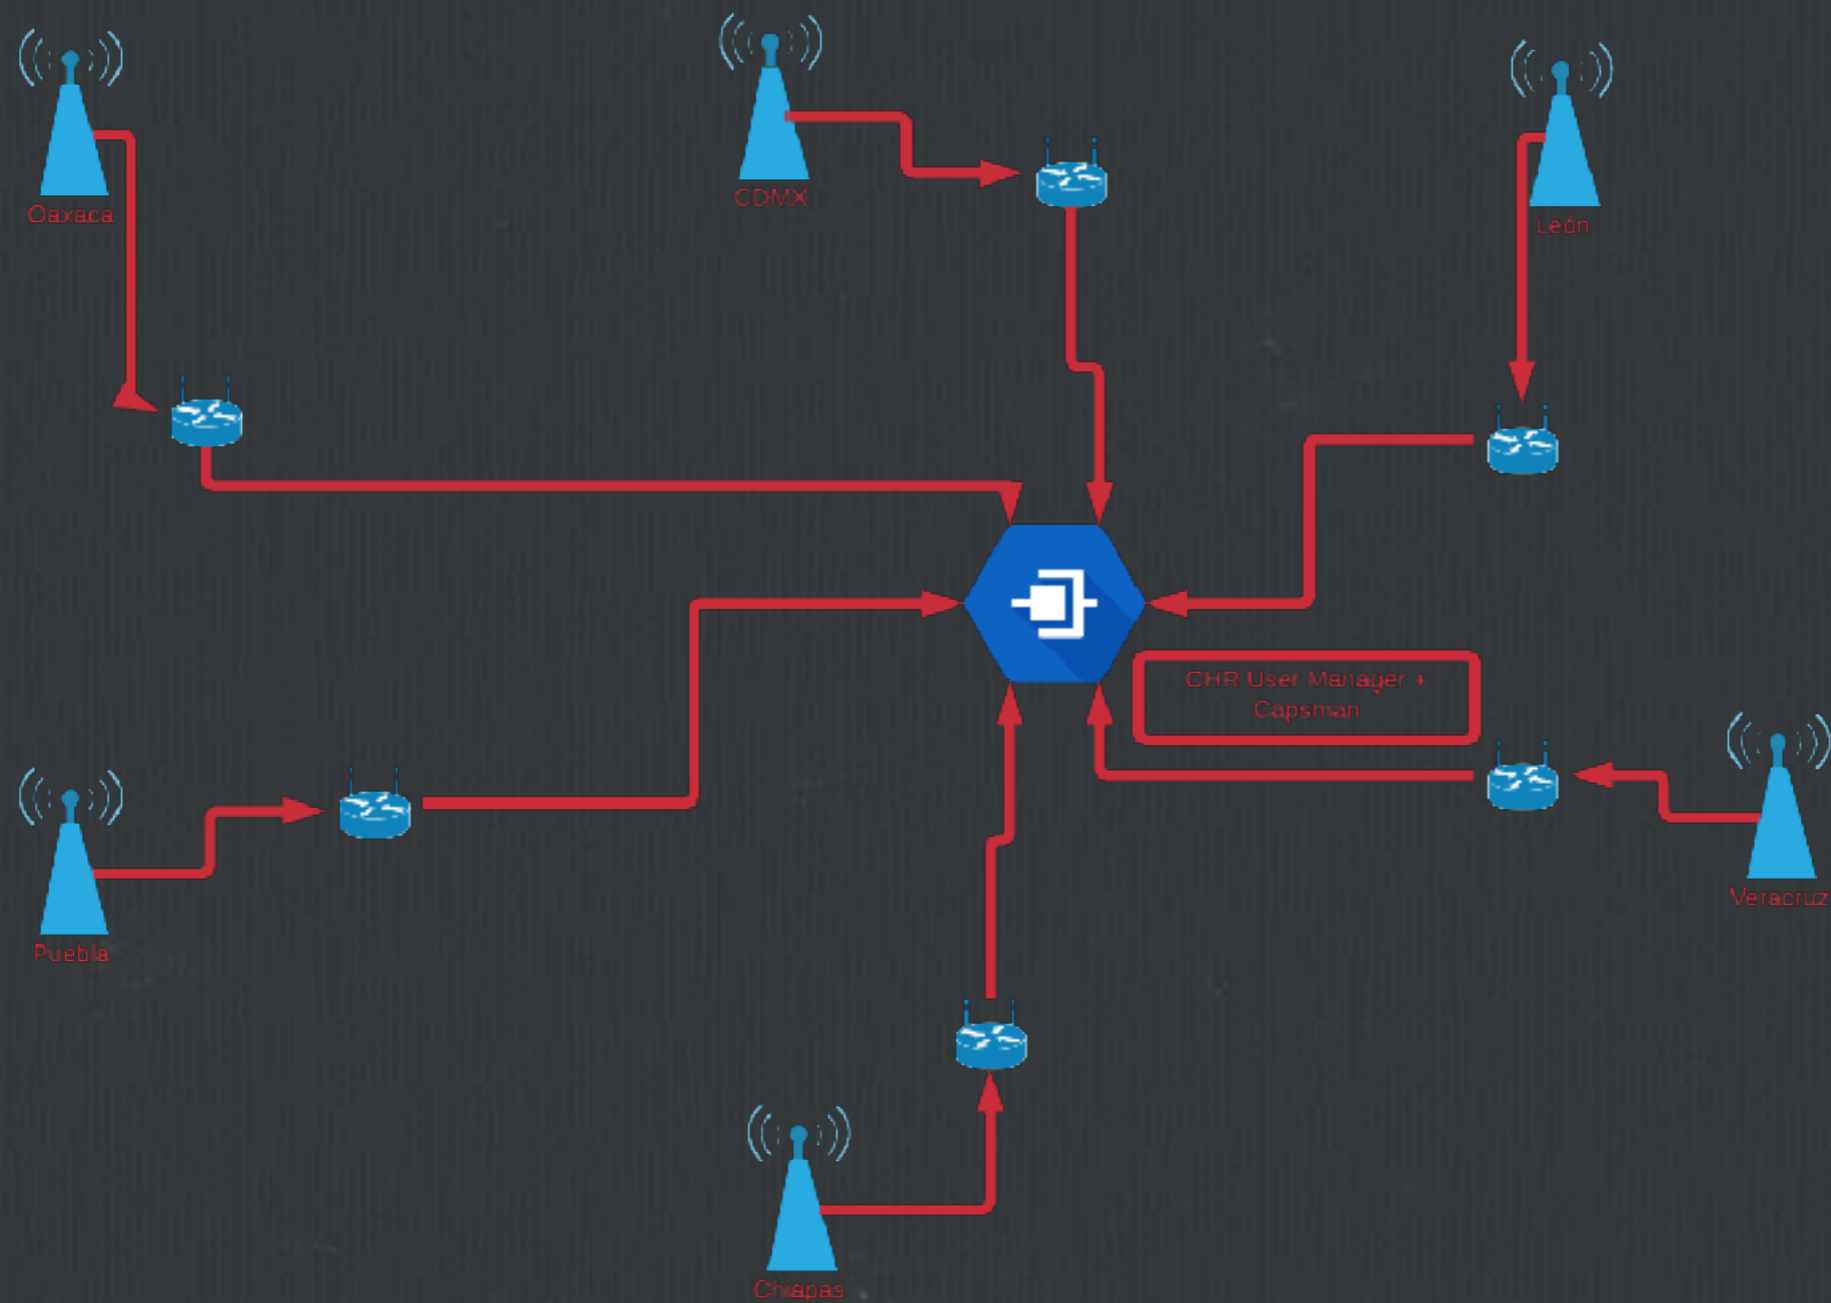 Oaxaca
CDMX
León
CHR User Manager +
Capsman
Puebla
Veracruz
Chiapas